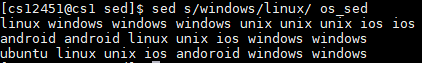 [cs12451@cs1 sed]$ sed s/windows/linux/ os_sed
linux windows windows windows unix unix unix ios ios
android android linux unix ios windows windows
ubuntu linux unix ios andoroid windows windows